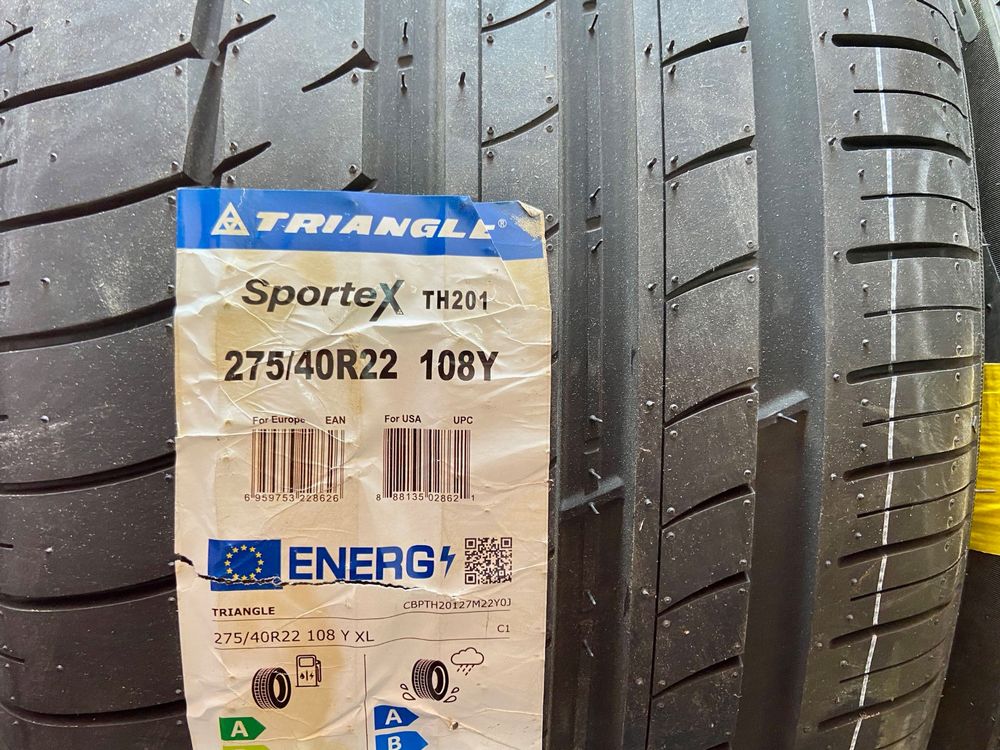 TRIANGLE®
SporteX TH201
275/40R22 108Y
For Europe EAN For USA UPC
6 959753 228626 8 88135 02862 1
ENERG
TRIANGLE CBPTH20127M22Y0J
275/40R22 108 Y XL C1
A A
B